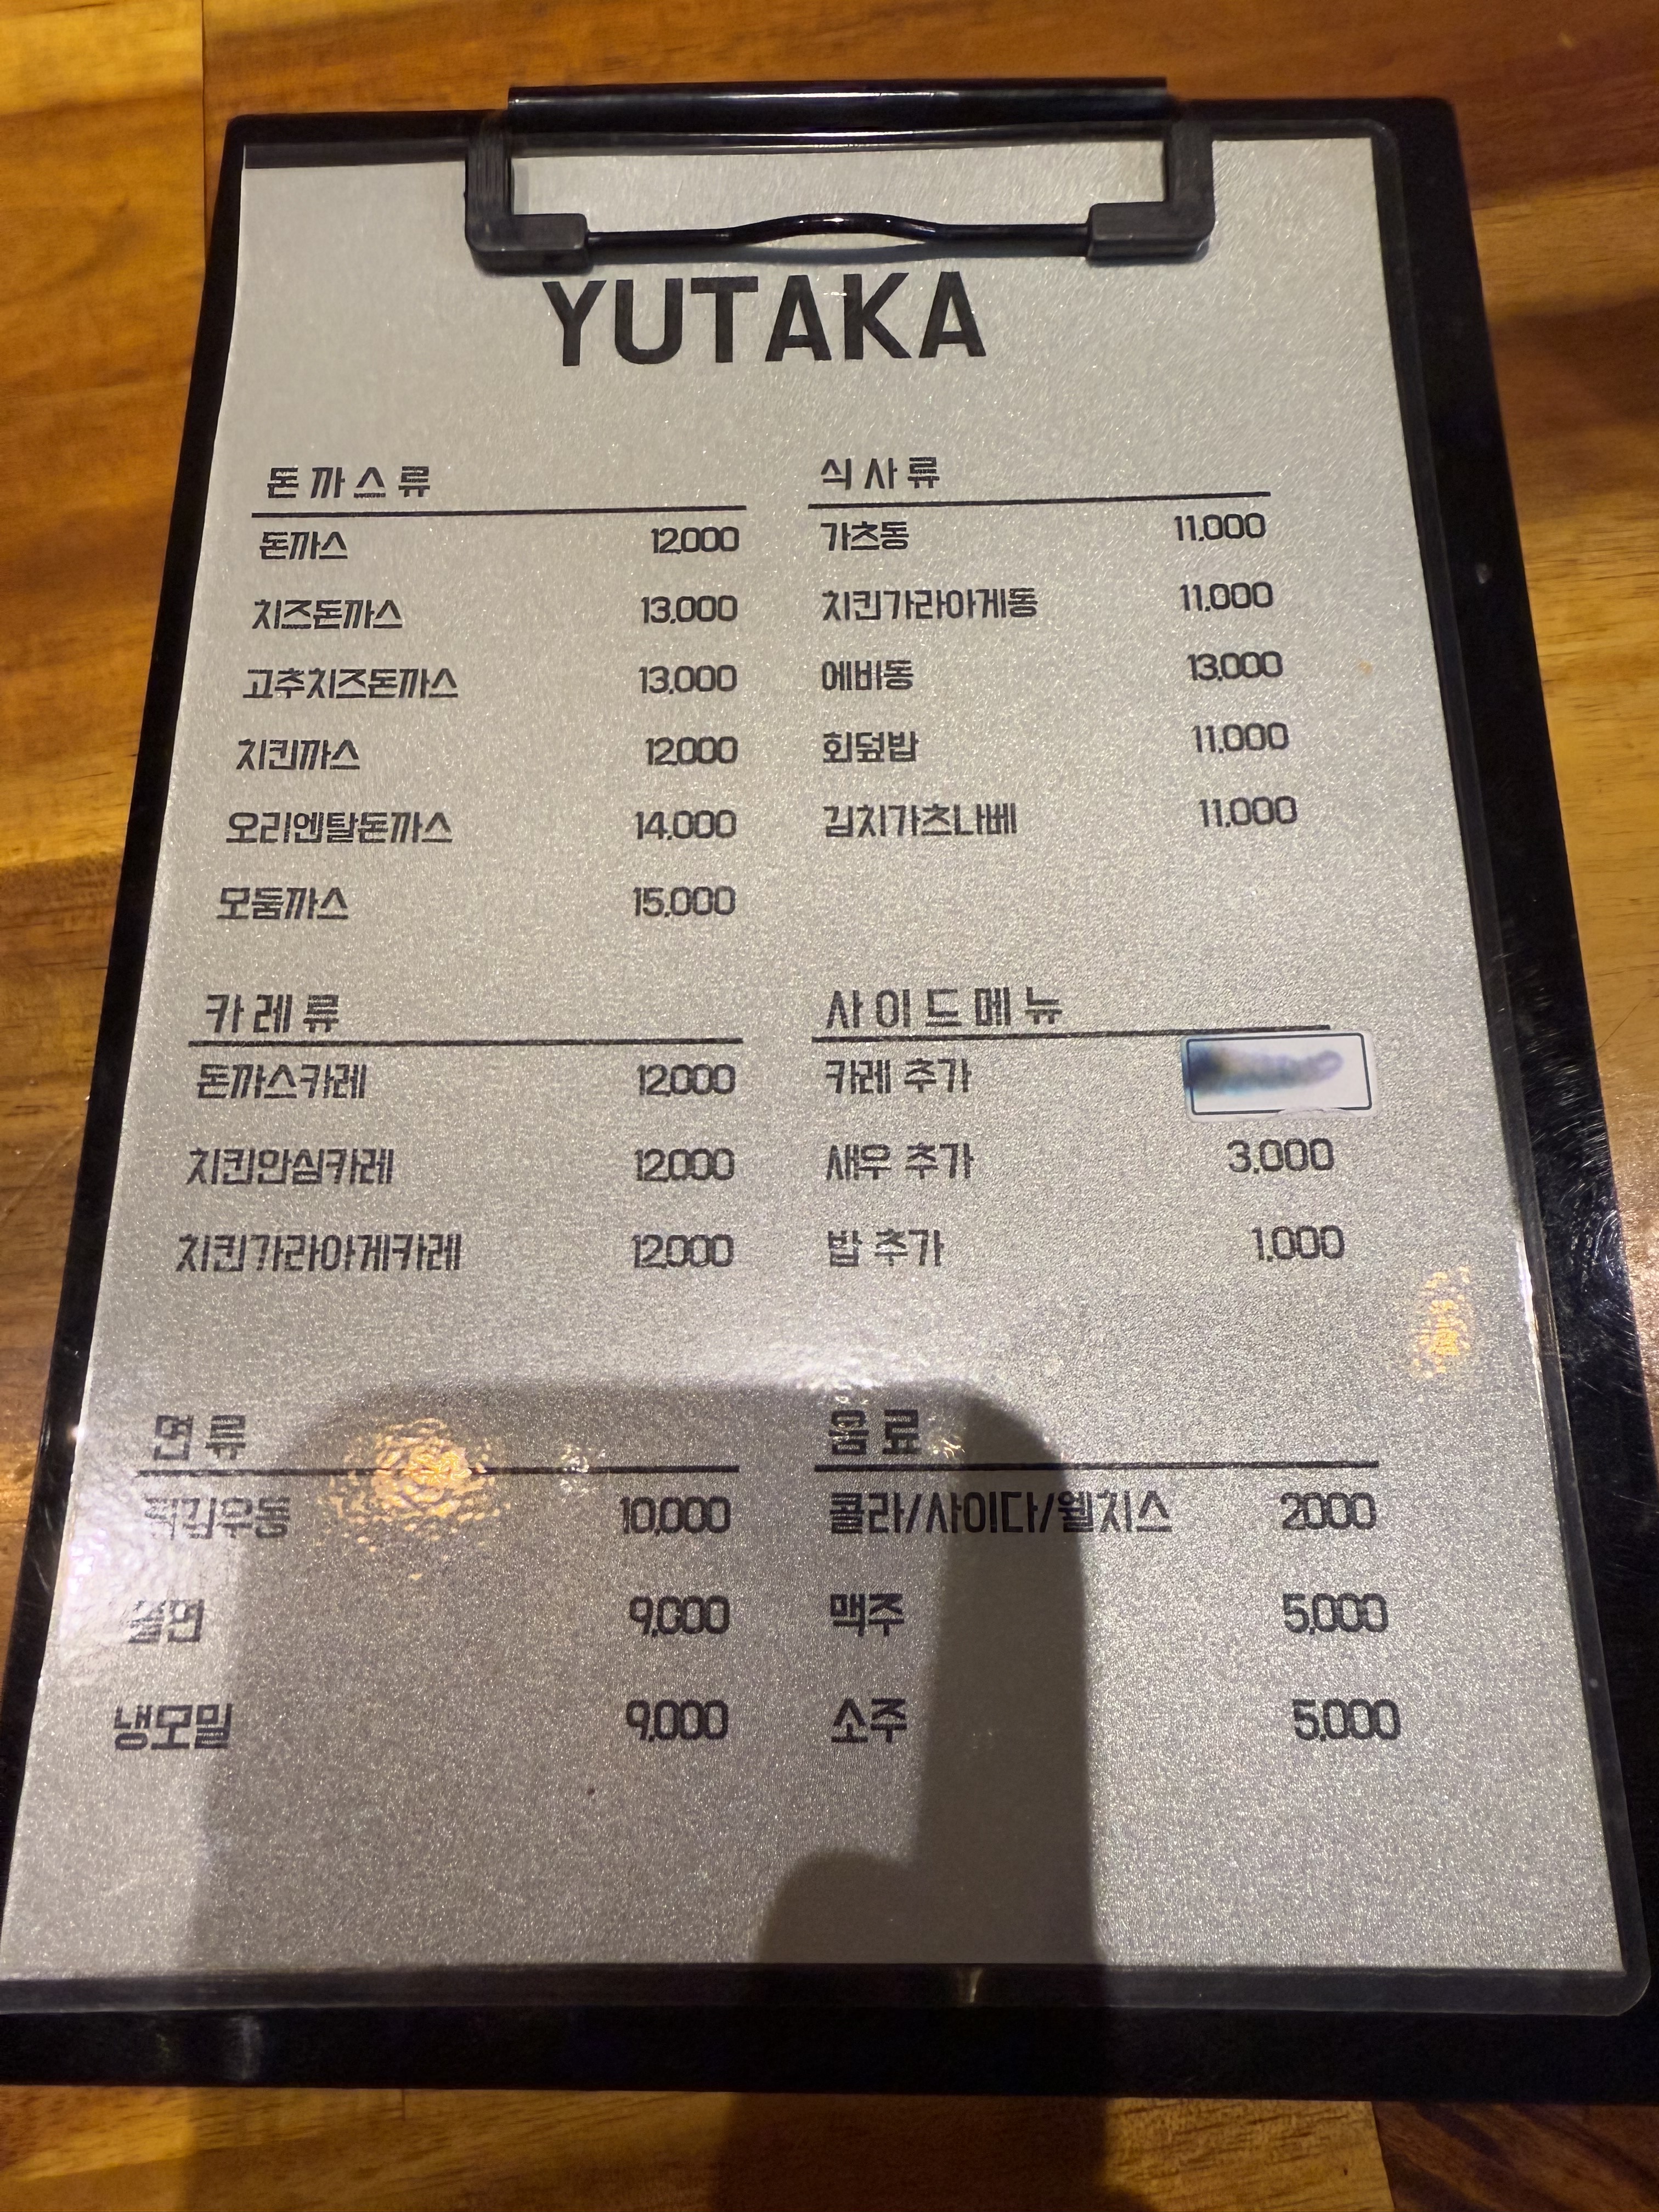 YUTAKA
돈까스류
돈까스 12,000
치즈돈까스 13,000
고추치즈돈까스 13,000
치킨까스 12,000
오리엔탈돈까스 14,000
모둠까스 15,000
식사류
가츠동 11,000
치킨가라아게동 11,000
에비동 13,000
회덮밥 11,000
김치가츠나베 11,000
카레류
돈까스카레 12,000
치킨안심카레 12,000
치킨가라아게카레 12,000
사이드메뉴
카레 추가
새우 추가 3,000
밥 추가 1,000
면류
튀김우동 10,000
쫄면 9,000
냉모밀 9,000
음료
콜라/사이다/웰치스 2000
맥주 5,000
소주 5,000